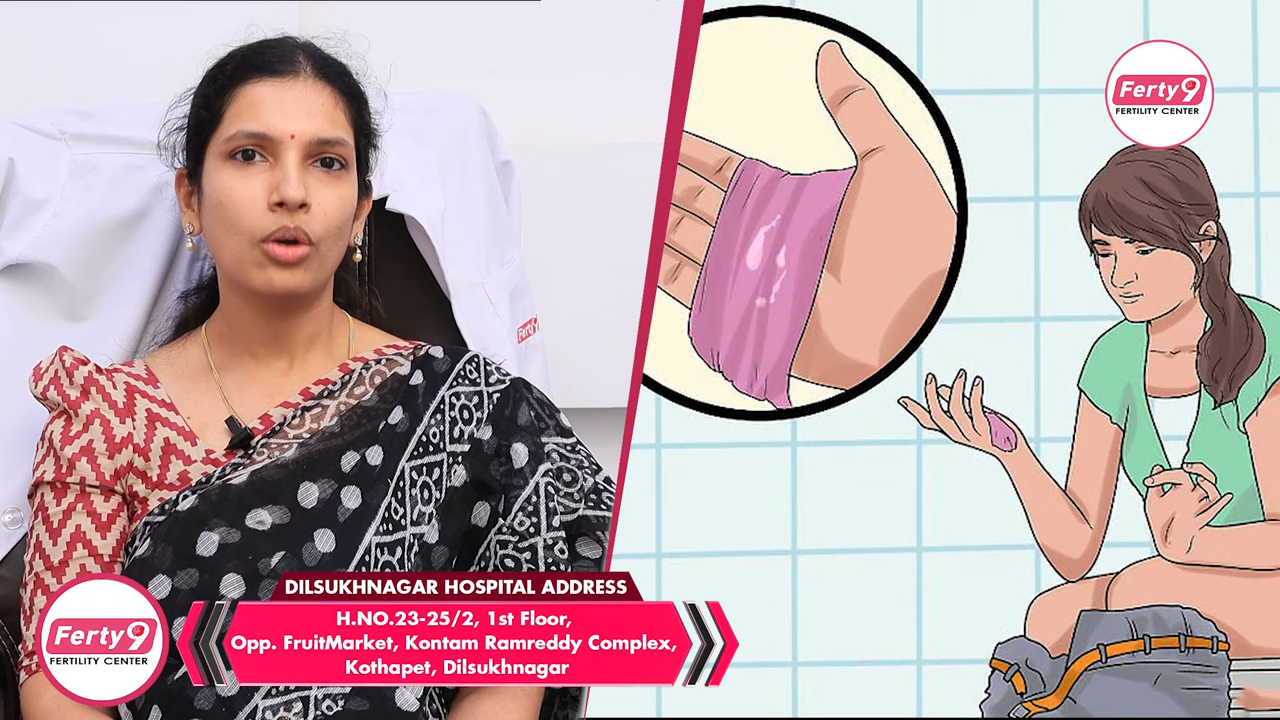 Ferty9
FERTILITY CENTER
Ferty9
DILSUKHNAGAR HOSPITAL ADDRESS
H.NO.23-25/2, 1st Floor,
Opp. FruitMarket, Kontam Ramreddy Complex,
Kothapet, Dilsukhnagar
Ferty9
FERTILITY CENTER